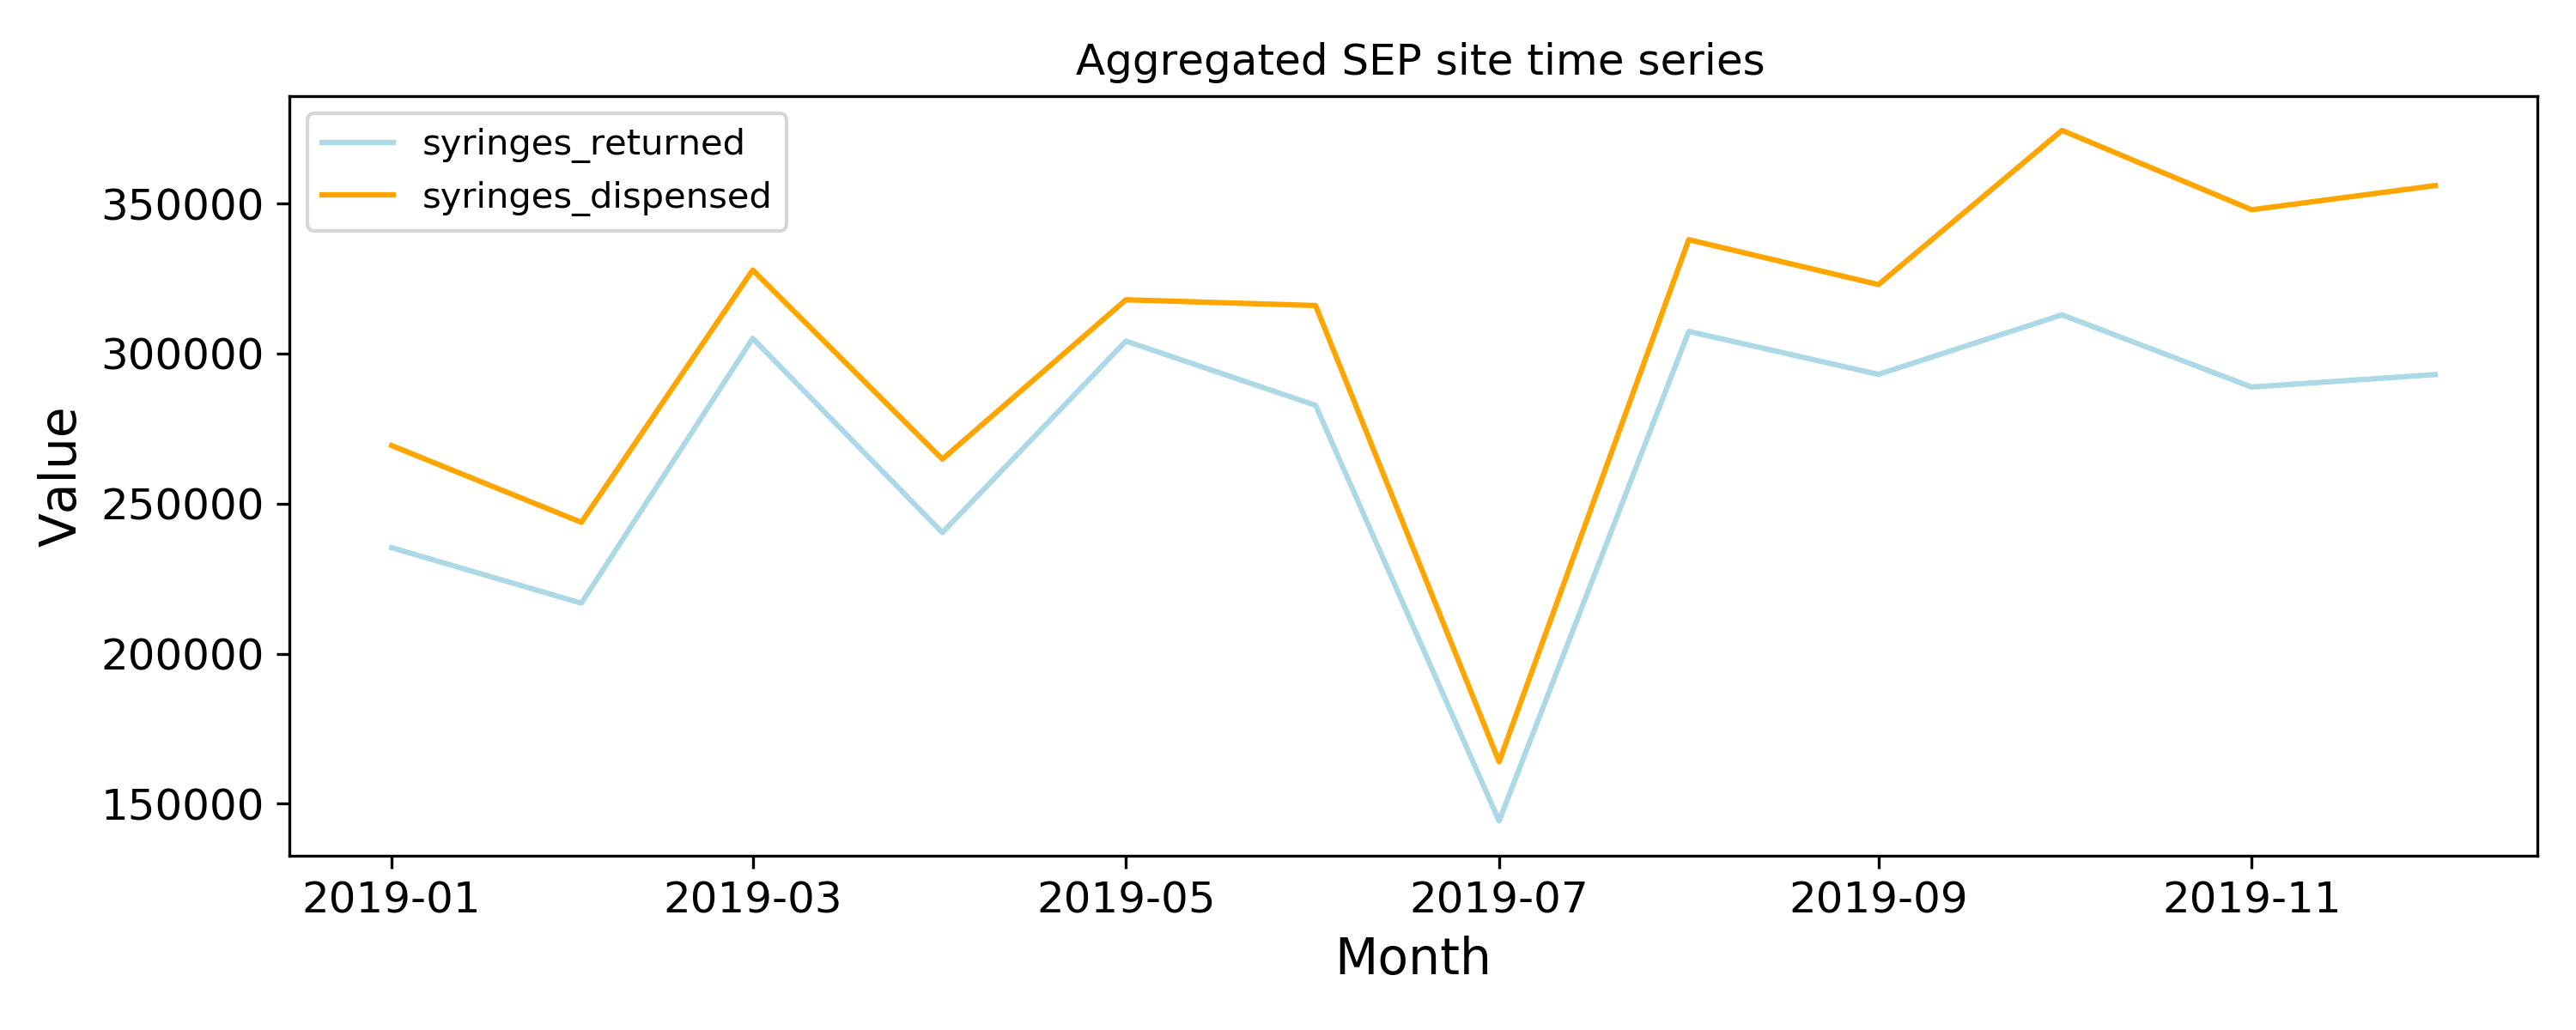 Aggregated SEP site time series
syringes_returned
syringes_dispensed
350000
300000
250000
200000
150000
Value
2019-01 2019-03 2019-05 2019-07 2019-09 2019-11
Month